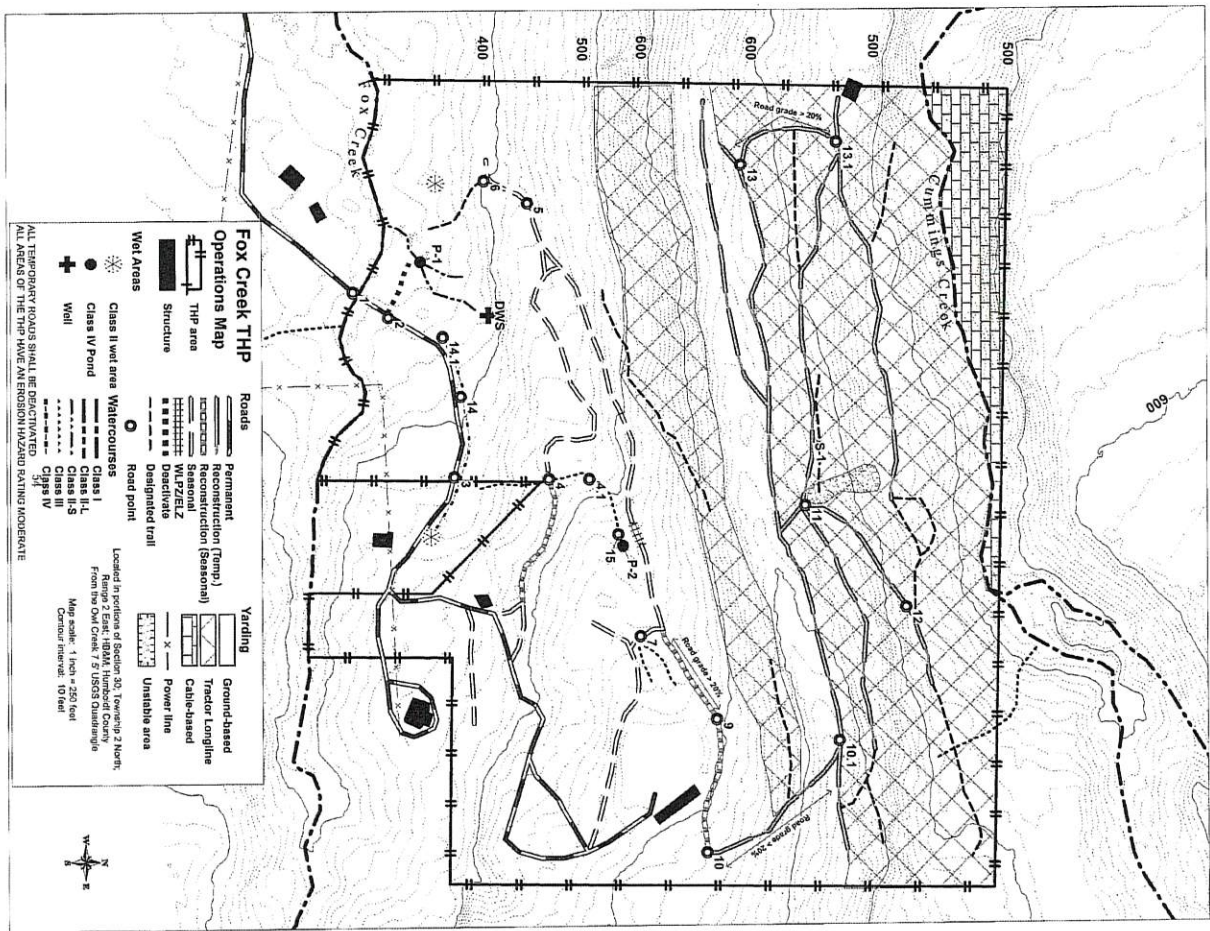 500
500
600
600
500
400
600
Cummings Creek
Fox Creek
Road grade > 20%
Road grade > 20%
Road grade > 20%
13.1
13
S-1
11
12
10.1
10
9
7
P-2
15
4.1
4
5
6
P-1
DWS
1
2
14.1
14
3
Fox Creek THP
Operations Map
THP area
Structure
Wet Areas
Class II wet area
Class IV Pond
Well
Roads
Permanent
Reconstruction (Temp.)
Reconstruction (Seasonal)
Seasonal
WLPZ/ELZ
Deactivate
Designated trail
Road point
Watercourses
Class I
Class II-L
Class II-S
Class III
Class IV
Yarding
Ground-based
Tractor Longline
Cable-based
Power line
Unstable area
Located in portions of Section 30, Township 2 North,
Range 2 East; HB&M, Humboldt County
From the Owl Creek 7.5' USGS Quadrangle
Map scale: 1 inch = 250 feet
Contour interval: 10 feet
ALL TEMPORARY ROADS SHALL BE DEACTIVATED
ALL AREAS OF THE THP HAVE AN EROSION HAZARD RATING MODERATE
54
N
E
S
W